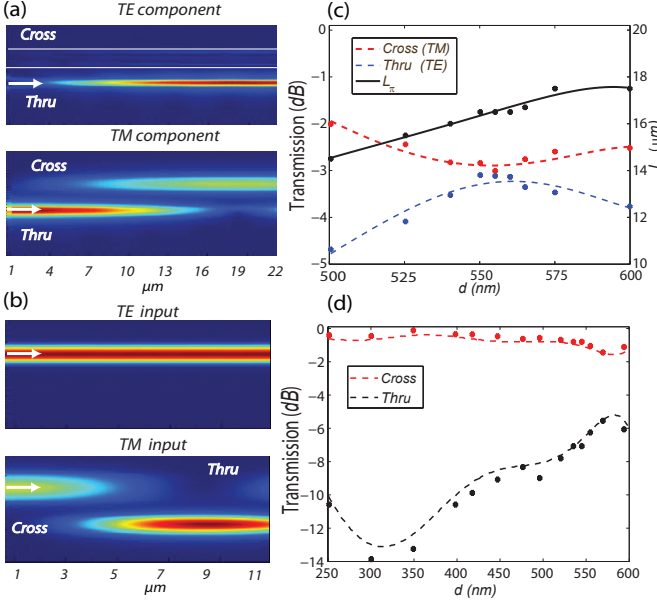 (a)
TE component
Cross
Thru
TM component
Cross
Thru
1 4 7 10 13 16 19 22
μm
(b)
TE input
TM input
Thru
Cross
1 3 5 7 9 11
μm
(c)
Cross (TM)
Thru (TE)
L_π
Transmission (dB)
0
−1
−2
−3
−4
−5
20
18
16
14
12
10
500 525 550 575 600
d (nm)
(d)
Cross
Thru
Transmission (dB)
0
−2
−4
−6
−8
−10
−12
−14
250 300 350 400 450 500 550 600
d (nm)